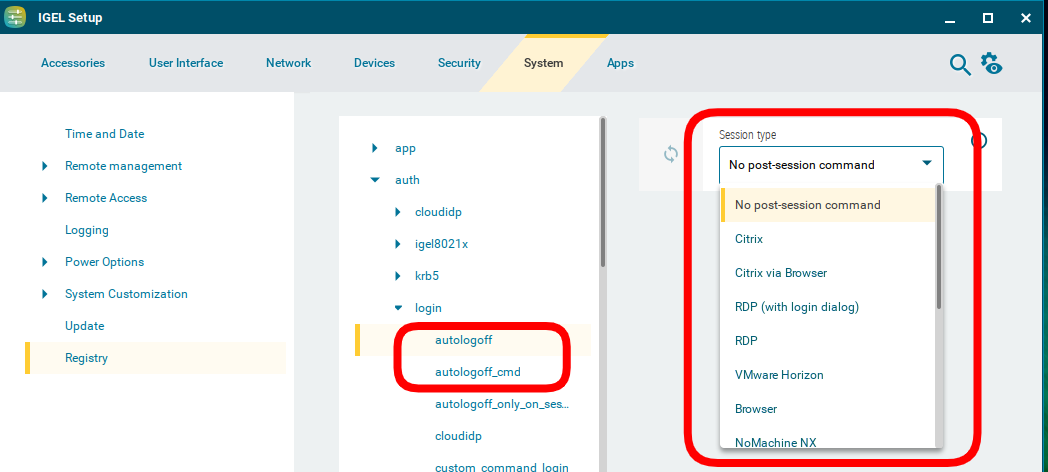 IGEL Setup
Accessories User Interface Network Devices Security System Apps
Time and Date
Remote management
Remote Access
Logging
Power Options
System Customization
Update
Registry
app
auth
cloudidp
igel8021x
krb5
login
autologoff
autologoff_cmd
autologoff_only_on_ses...
cloudidp
custom_command_login
Session type
No post-session command
No post-session command
Citrix
Citrix via Browser
RDP (with login dialog)
RDP
VMware Horizon
Browser
NoMachine NX